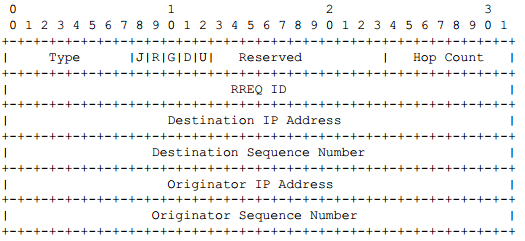 0                   1                   2                   3
 0 1 2 3 4 5 6 7 8 9 0 1 2 3 4 5 6 7 8 9 0 1 2 3 4 5 6 7 8 9 0 1
+-+-+-+-+-+-+-+-+-+-+-+-+-+-+-+-+-+-+-+-+-+-+-+-+-+-+-+-+-+-+-+-+
|     Type      |J|R|G|D|U|   Reserved          |   Hop Count   |
+-+-+-+-+-+-+-+-+-+-+-+-+-+-+-+-+-+-+-+-+-+-+-+-+-+-+-+-+-+-+-+-+
|                            RREQ ID                            |
+-+-+-+-+-+-+-+-+-+-+-+-+-+-+-+-+-+-+-+-+-+-+-+-+-+-+-+-+-+-+-+-+
|                    Destination IP Address                     |
+-+-+-+-+-+-+-+-+-+-+-+-+-+-+-+-+-+-+-+-+-+-+-+-+-+-+-+-+-+-+-+-+
|                  Destination Sequence Number                  |
+-+-+-+-+-+-+-+-+-+-+-+-+-+-+-+-+-+-+-+-+-+-+-+-+-+-+-+-+-+-+-+-+
|                    Originator IP Address                      |
+-+-+-+-+-+-+-+-+-+-+-+-+-+-+-+-+-+-+-+-+-+-+-+-+-+-+-+-+-+-+-+-+
|                  Originator Sequence Number                   |
+-+-+-+-+-+-+-+-+-+-+-+-+-+-+-+-+-+-+-+-+-+-+-+-+-+-+-+-+-+-+-+-+